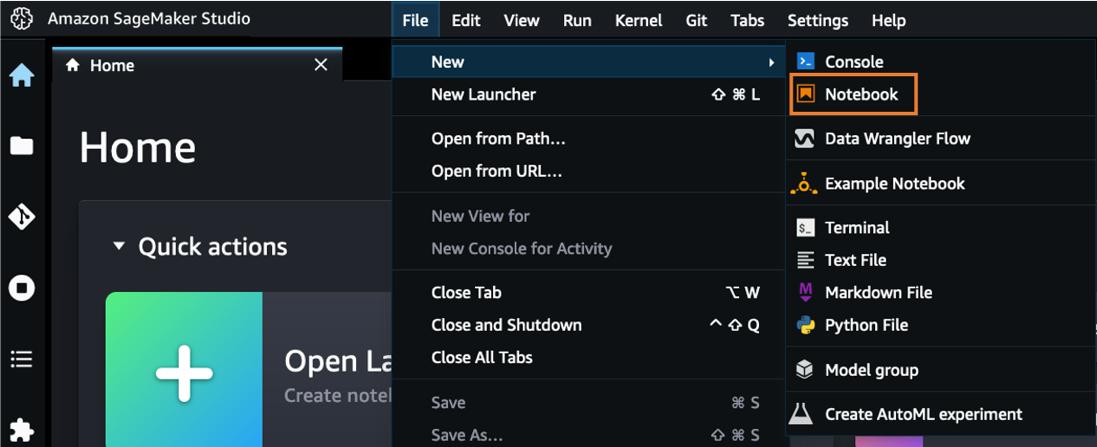 Amazon SageMaker Studio
File Edit View Run Kernel Git Tabs Settings Help
Home
Home
Quick actions
Open La
Create notel
New
New Launcher ⇧ ⌘ L
Open from Path...
Open from URL...
New View for
New Console for Activity
Close Tab ⌥ W
Close and Shutdown ^ ⇧ Q
Close All Tabs
Save ⌘ S
Save As... ⇧ ⌘ S
Console
Notebook
Data Wrangler Flow
Example Notebook
$_ Terminal
Text File
Markdown File
Python File
Model group
Create AutoML experiment